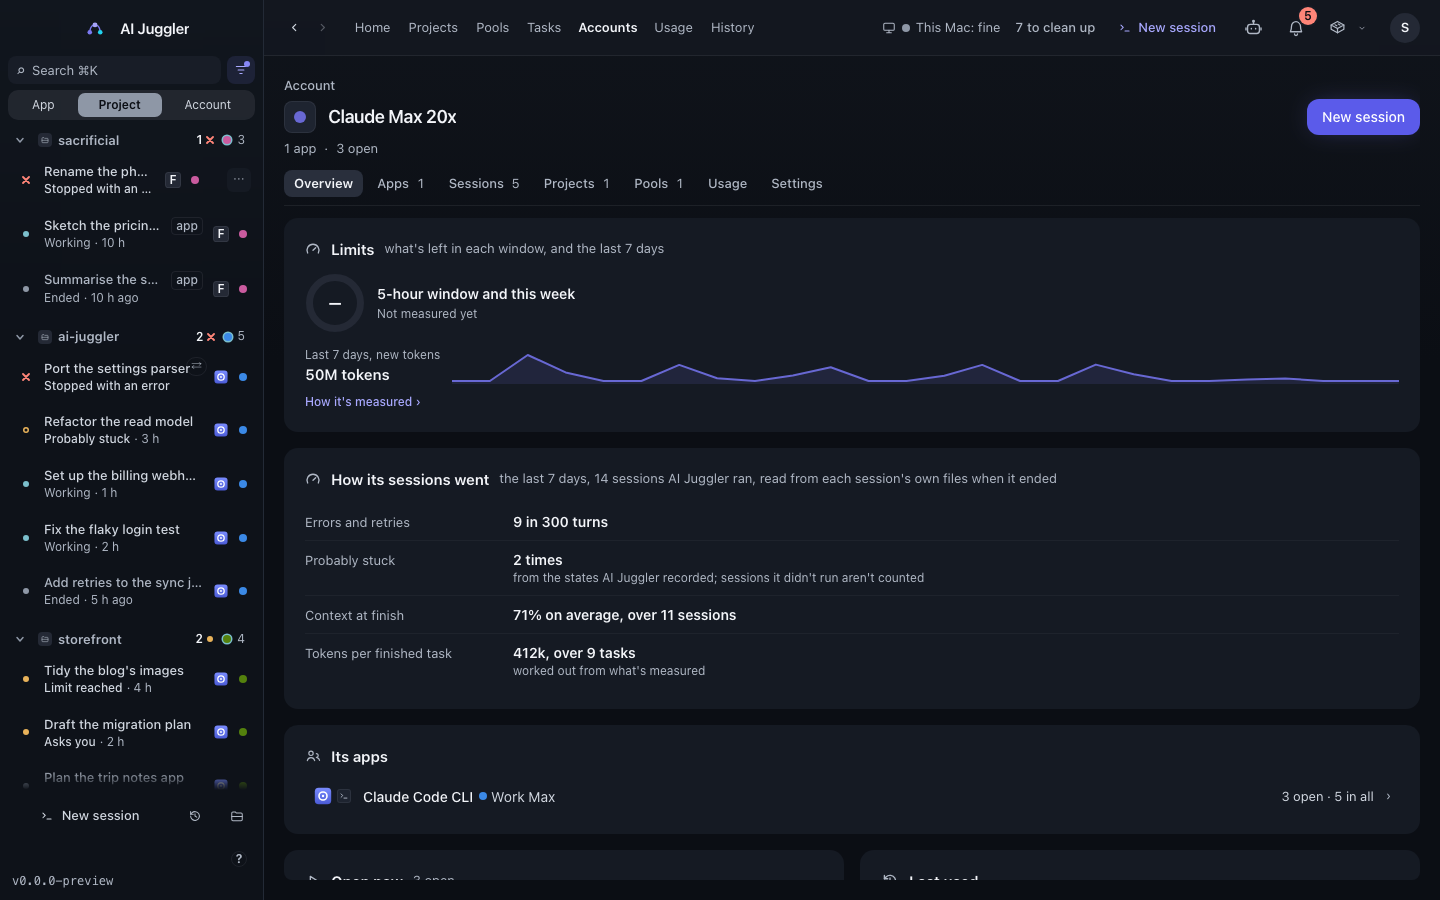 AI Juggler
Search ⌘K
App
Project
Account
sacrificial
1
3
Rename the ph...
Stopped with an ...
F
Sketch the pricin...
app
Working · 10 h
F
Summarise the s...
app
Ended · 10 h ago
F
ai-juggler
2
5
Port the settings parser
Stopped with an error
Refactor the read model
Probably stuck · 3 h
Set up the billing webh...
Working · 1 h
Fix the flaky login test
Working · 2 h
Add retries to the sync j...
Ended · 5 h ago
storefront
2
4
Tidy the blog's images
Limit reached · 4 h
Draft the migration plan
Asks you · 2 h
Plan the trip notes app
New session
?
v0.0.0-preview
Home
Projects
Pools
Tasks
Accounts
Usage
History
This Mac: fine
7 to clean up
New session
5
S
Account
Claude Max 20x
New session
1 app · 3 open
Overview
Apps 1
Sessions 5
Projects 1
Pools 1
Usage
Settings
Limits what's left in each window, and the last 7 days
–
5-hour window and this week
Not measured yet
Last 7 days, new tokens
50M tokens
How it's measured ›
How its sessions went the last 7 days, 14 sessions AI Juggler ran, read from each session's own files when it ended
Errors and retries
9 in 300 turns
Probably stuck
2 times
from the states AI Juggler recorded; sessions it didn't run aren't counted
Context at finish
71% on average, over 11 sessions
Tokens per finished task
412k, over 9 tasks
worked out from what's measured
Its apps
Claude Code CLI
Work Max
3 open · 5 in all ›
Open now 3 open
Last used